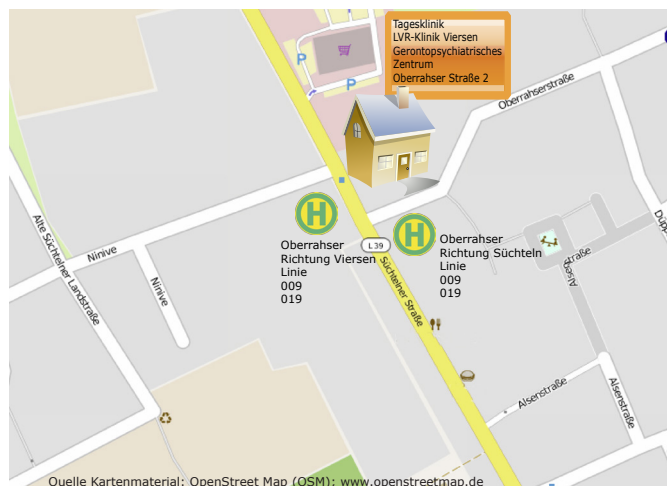 Tagesklinik
LVR-Klinik Viersen
Gerontopsychiatrisches
Zentrum
Oberrahser Straße 2
P
P
Oberrahserstraße
H
Oberrahser
Richtung Viersen
Linie
009
019
H
Oberrahser
Richtung Süchteln
Linie
009
019
L39
Süchtelner Straße
Alte Süchtelner Landstraße
Ninive
Ninive
Alsenstraße
Alsenstraße
Alsenstraße
Quelle Kartenmaterial: OpenStreet Map (OSM): www.openstreetmap.de